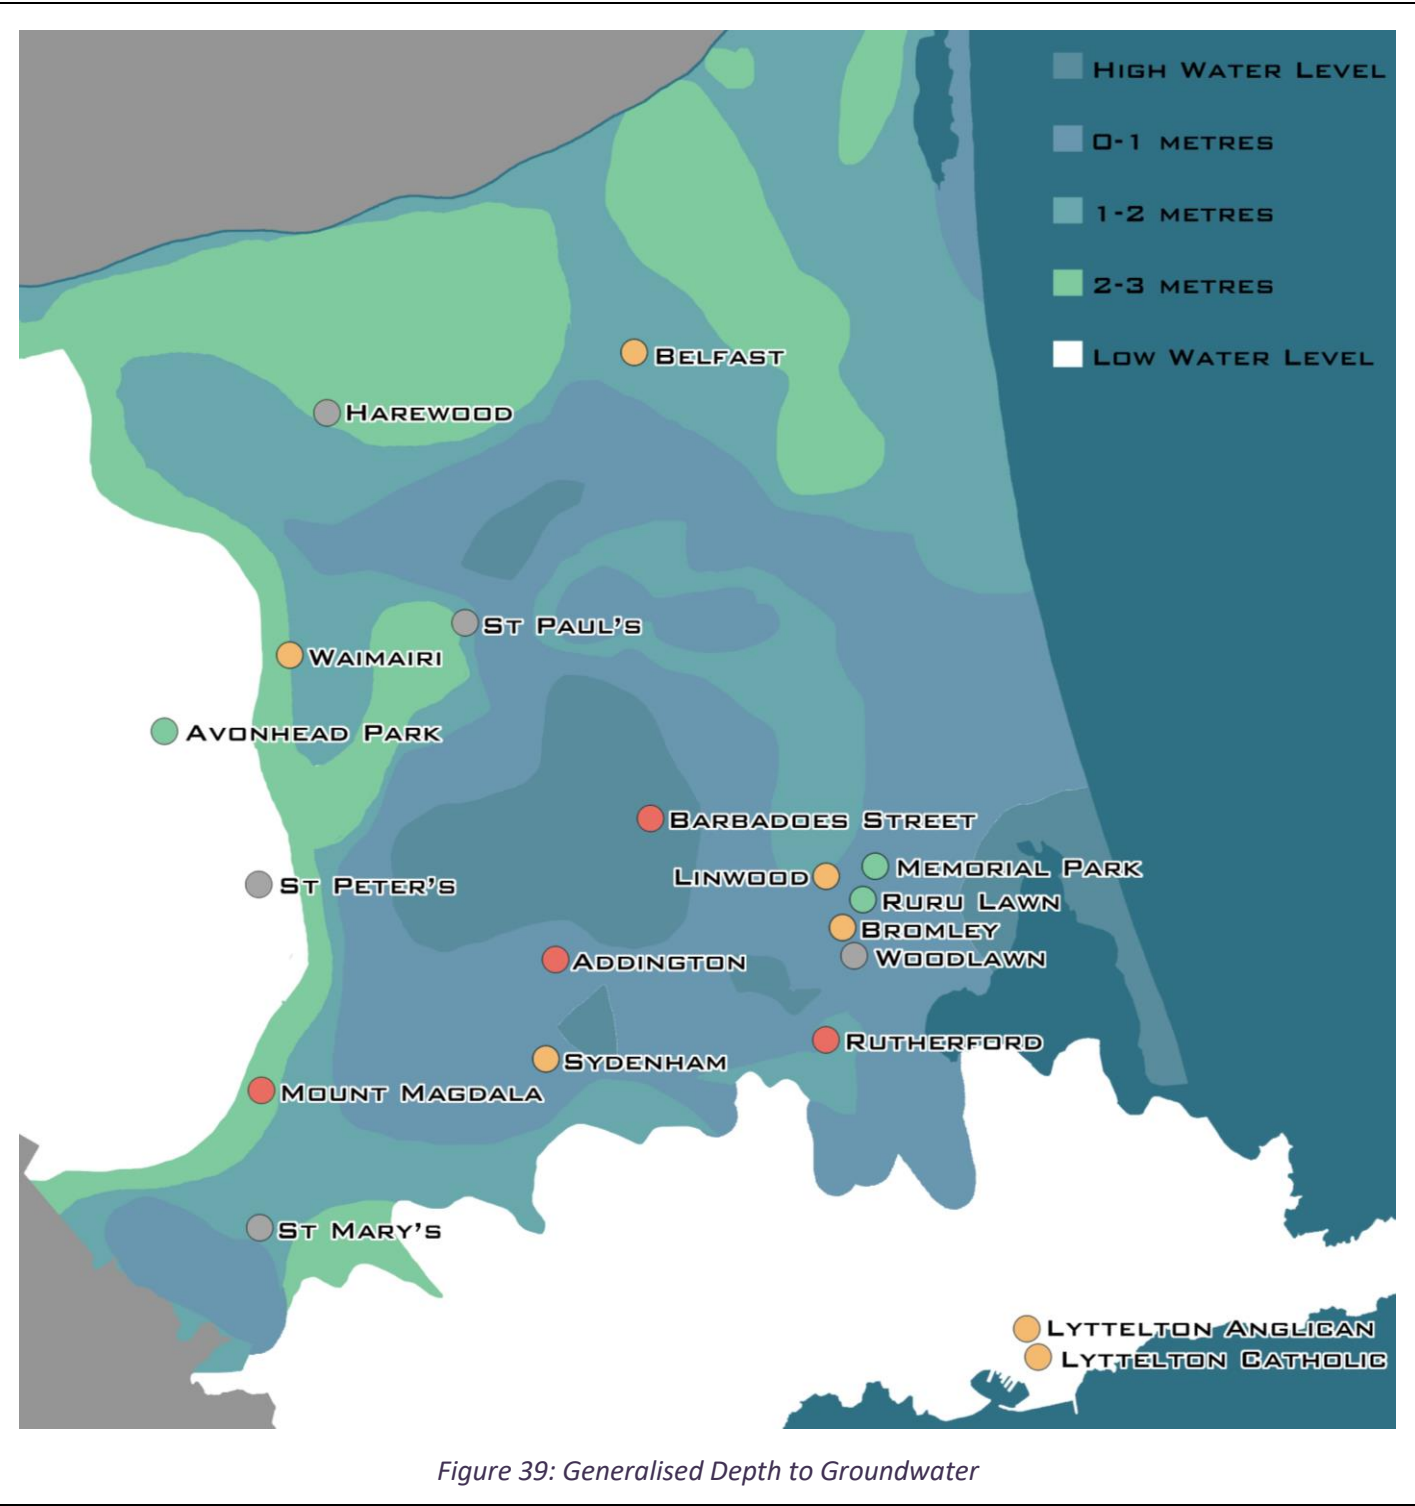 High Water Level
0-1 metres
1-2 metres
2-3 metres
Low Water Level
Belfast
Harewood
St Paul's
Waimairi
Avonhead Park
Barbadoes Street
Memorial Park
Linwood
St Peter's
Ruru Lawn
Bromley
Woodlawn
Addington
Rutherford
Sydenham
Mount Magdala
St Mary's
Lyttelton Anglican
Lyttelton Catholic
Figure 39: Generalised Depth to Groundwater